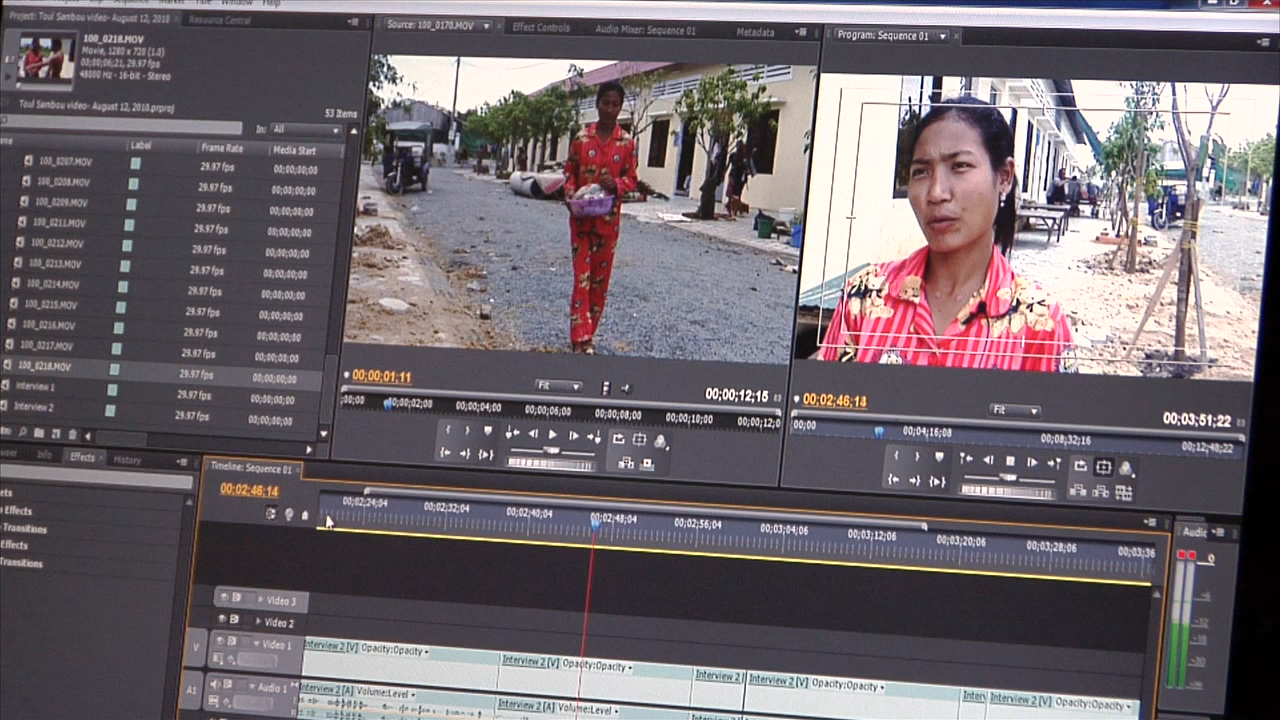 Window
Help
Project: Toul Sambou video- August 12, 2010
Resource Central
100_0218.MOV
Movie, 1280 x 720 (1.0)
00;00;06;21, 29.97 fps
48000 Hz - 16-bit - Stereo
Toul Sambou video- August 12, 2010.prproj
53 Items
In: All
Label
Frame Rate
Media Start
100_0207.MOV 29.97 fps 00;00;00;00
100_0208.MOV 29.97 fps 00;00;00;00
100_0209.MOV 29.97 fps 00;00;00;00
100_0211.MOV 29.97 fps 00;00;00;00
100_0212.MOV 29.97 fps 00;00;00;00
100_0213.MOV 29.97 fps 00;00;00;00
100_0214.MOV 29.97 fps 00;00;00;00
100_0215.MOV 29.97 fps 00;00;00;00
100_0216.MOV 29.97 fps 00;00;00;00
100_0217.MOV 29.97 fps 00;00;00;00
100_0218.MOV 29.97 fps 00;00;00;00
Interview 1 29.97 fps 00;00;00;00
Interview 2 29.97 fps 00;00;00;00
Source: 100_0170.MOV
Effect Controls
Audio Mixer: Sequence 01
Metadata
00;00;01;11
Fit
00;00;12;15
00;00;02;00 00;00;04;00 00;00;06;00 00;00;08;00 00;00;10;00 00;00;12;0
Program: Sequence 01
00;02;46;14
Fit
00;03;51;22
00;00 00;04;16;08 00;08;32;16 00;12;48;22
Info
Effects
History
Effects
Transitions
Effects
Transitions
Timeline: Sequence 01
00;02;46;14
00;02;24;04 00;02;32;04 00;02;40;04 00;02;48;04 00;02;56;04 00;03;04;06 00;03;12;06 00;03;20;06 00;03;28;06 00;03;36
Video 3
Video 2
V
Video 1
Interview 2 [V] Opacity:Opacity
Interview 2 [V] Opacity:Opacity
Interview 2 [V]
Interview 2 [V] Opacity:Opacity
Inter
Interview 2 [V] Opacity:Opacity
A1
Audio 1
Interview 2 [A] Volume:Level
Interview 2 [A] Volume:Level
Audio
0